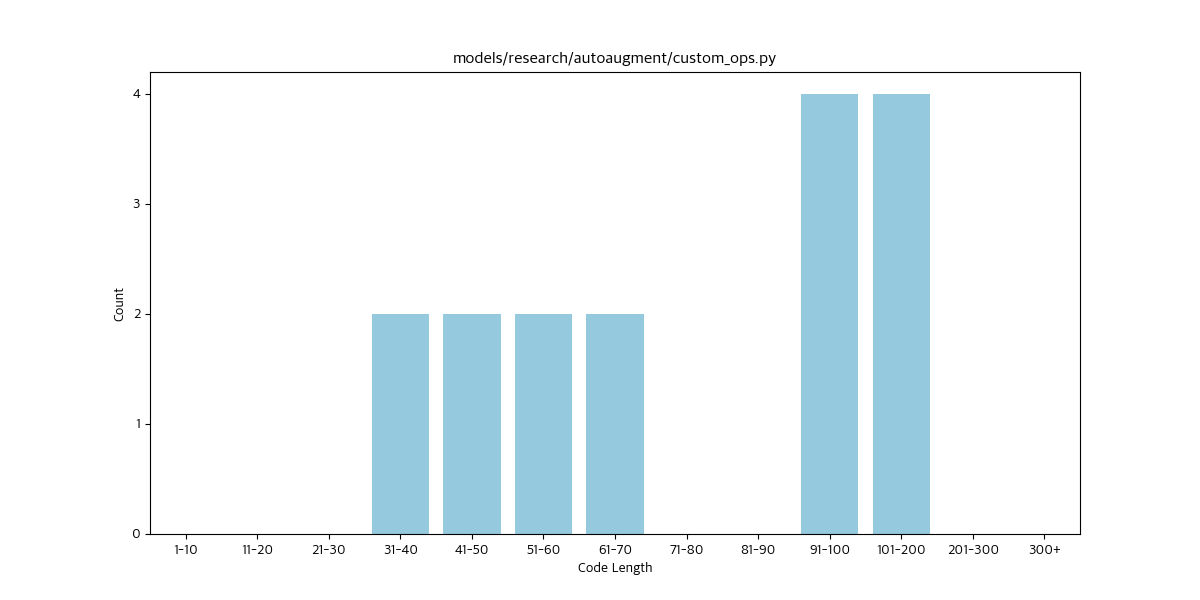 models/research/autoaugment/custom_ops.py
4
3
2
1
0
Count
1-10 11-20 21-30 31-40 41-50 51-60 61-70 71-80 81-90 91-100 101-200 201-300 300+
Code Length